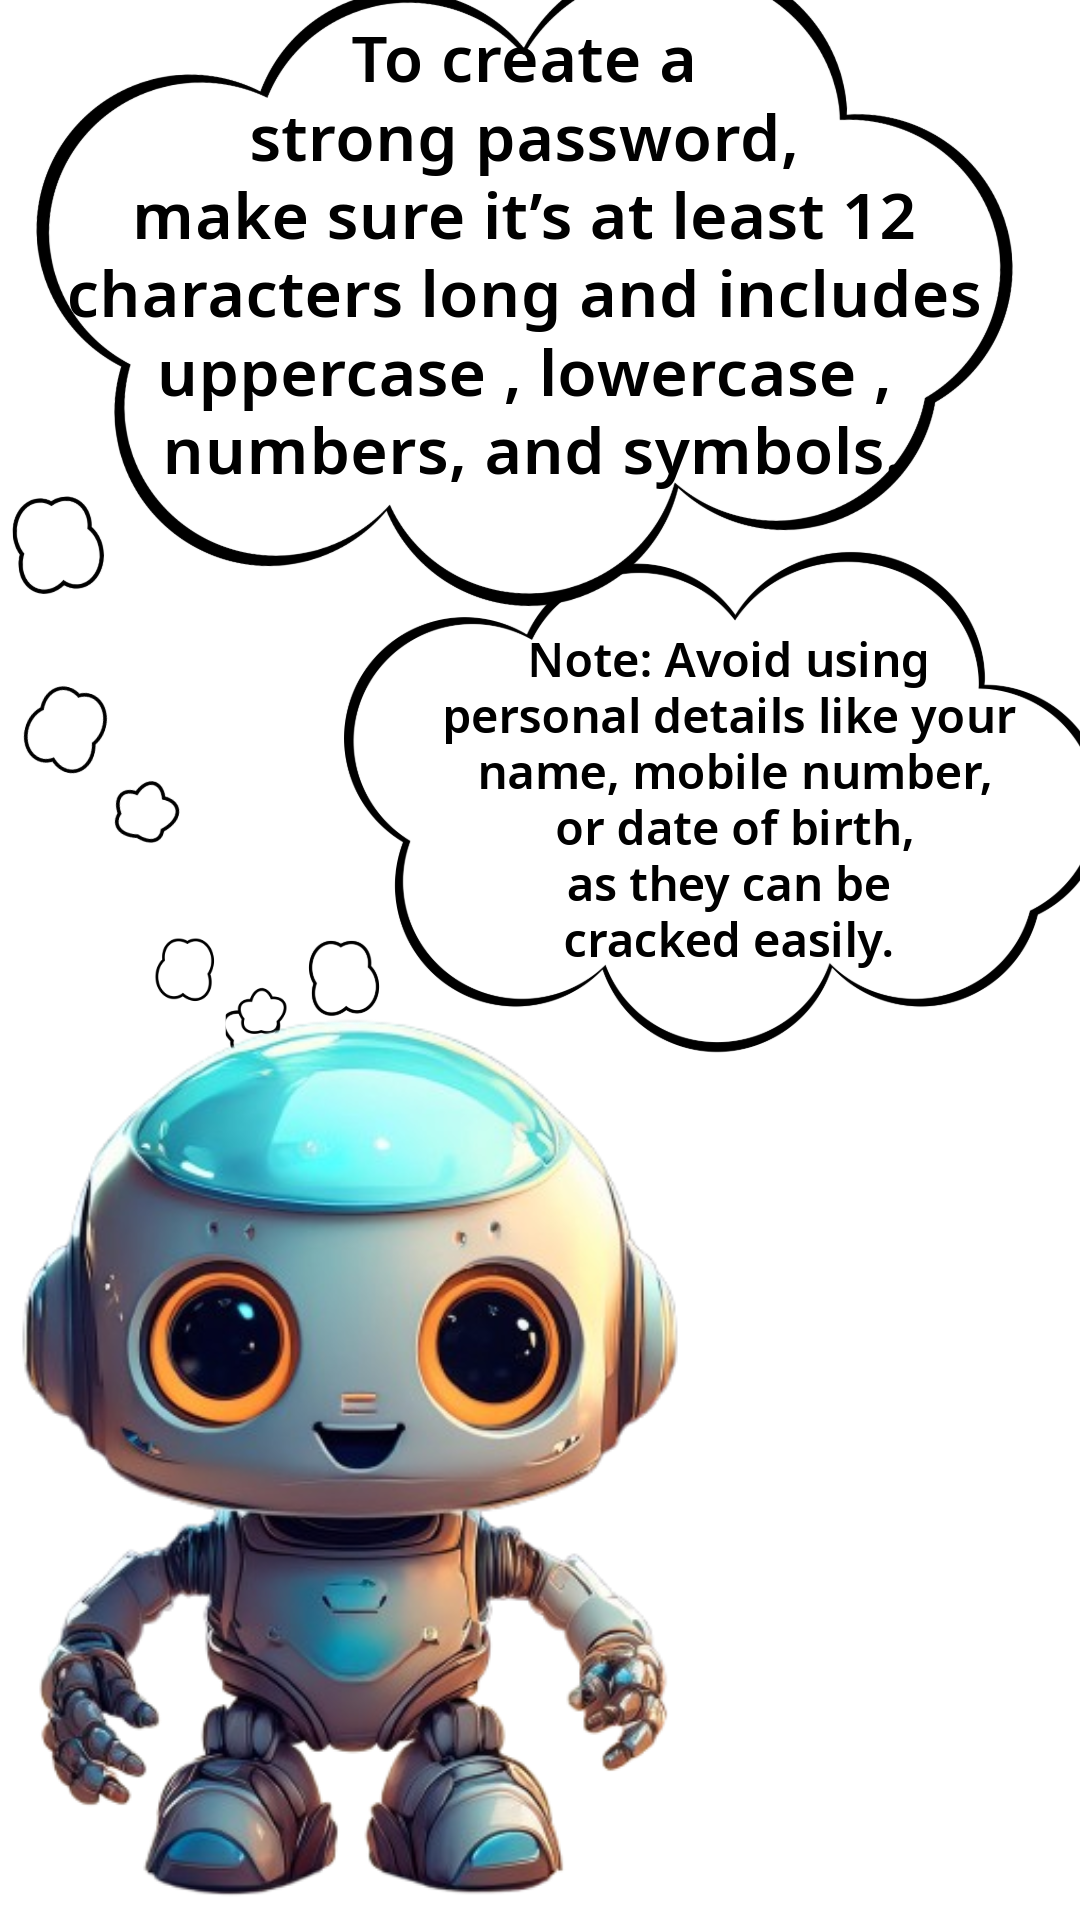 To create a
strong password,
make sure it’s at least 12
characters long and includes
uppercase , lowercase ,
numbers, and symbols.
Note: Avoid using
personal details like your
name, mobile number,
or date of birth,
as they can be
cracked easily.